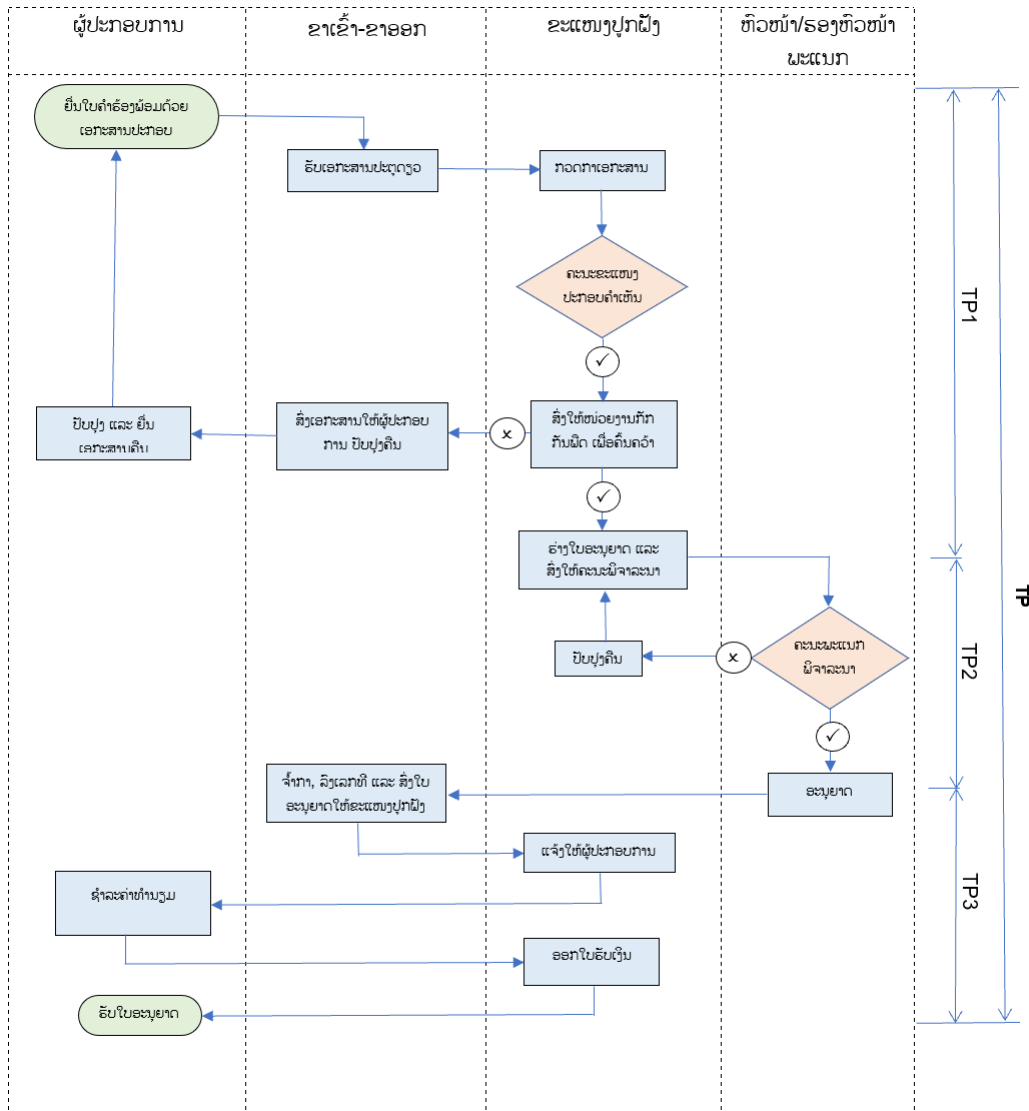 ຜູ້ປະກອບການ
ຂາເຂົ້າ-ຂາອອກ
ຂະແໜງປູກຝັງ
ຫົວໜ້າ/ຮອງຫົວໜ້າ
ພະແນກ
ຍື່ນໃບຄໍາຮ້ອງພ້ອມດ້ວຍ
ເອກະສານປະກອບ
ຮັບເອກະສານປະຕູດຽວ
ກວດກາເອກະສານ
ຄະນະຂະແໜງ
ປະກອບຄໍາເຫັນ
✓
ປັບປຸງ ແລະ ຍື່ນ
ເອກະສານຄືນ
ສົ່ງເອກະສານໃຫ້ຜູ້ປະກອບ
ການ ປັບປຸງຄືນ
x
ສົ່ງໃຫ້ໜ່ວຍງານກັກ
ກັນພືດ ເພື່ອຄົ້ນຄວ້າ
✓
ຮ່າງໃບອະນຸຍາດ ແລະ
ສົ່ງໃຫ້ຄະນະພິຈາລະນາ
ປັບປຸງຄືນ
x
ຄະນະພະແນກ
ພິຈາລະນາ
✓
ຈໍ້າກາ, ລົງເລກທີ ແລະ ສົ່ງໃບ
ອະນຸຍາດໃຫ້ຂະແໜງປູກຝັງ
ອະນຸຍາດ
ແຈ້ງໃຫ້ຜູ້ປະກອບການ
ຊໍາລະຄ່າທໍານຽມ
ອອກໃບຮັບເງິນ
ຮັບໃບອະນຸຍາດ
TP1
TP2
TP3
TP